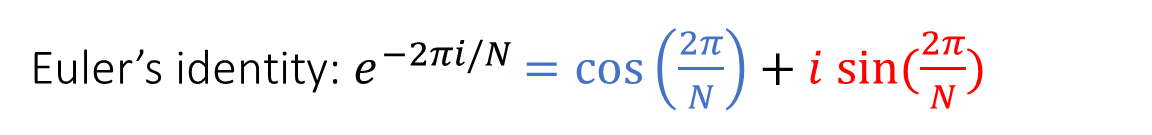 Euler's identity: e^{-2πi/N} = cos(2π/N) + i sin(2π/N)